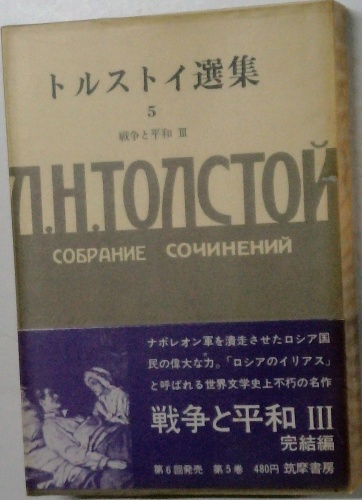 トルストイ選集
5
戦争と平和 III
Л.Н.ТОЛСТОЙ
СОБРАНИЕ СОЧИНЕНИЙ
ナポレオン軍を潰走させたロシア国
民の偉大な力。「ロシアのイリアス」
と呼ばれる世界文学史上不朽の名作
戦争と平和 III
完結編
第6回発売 第5巻 480円 筑摩書房